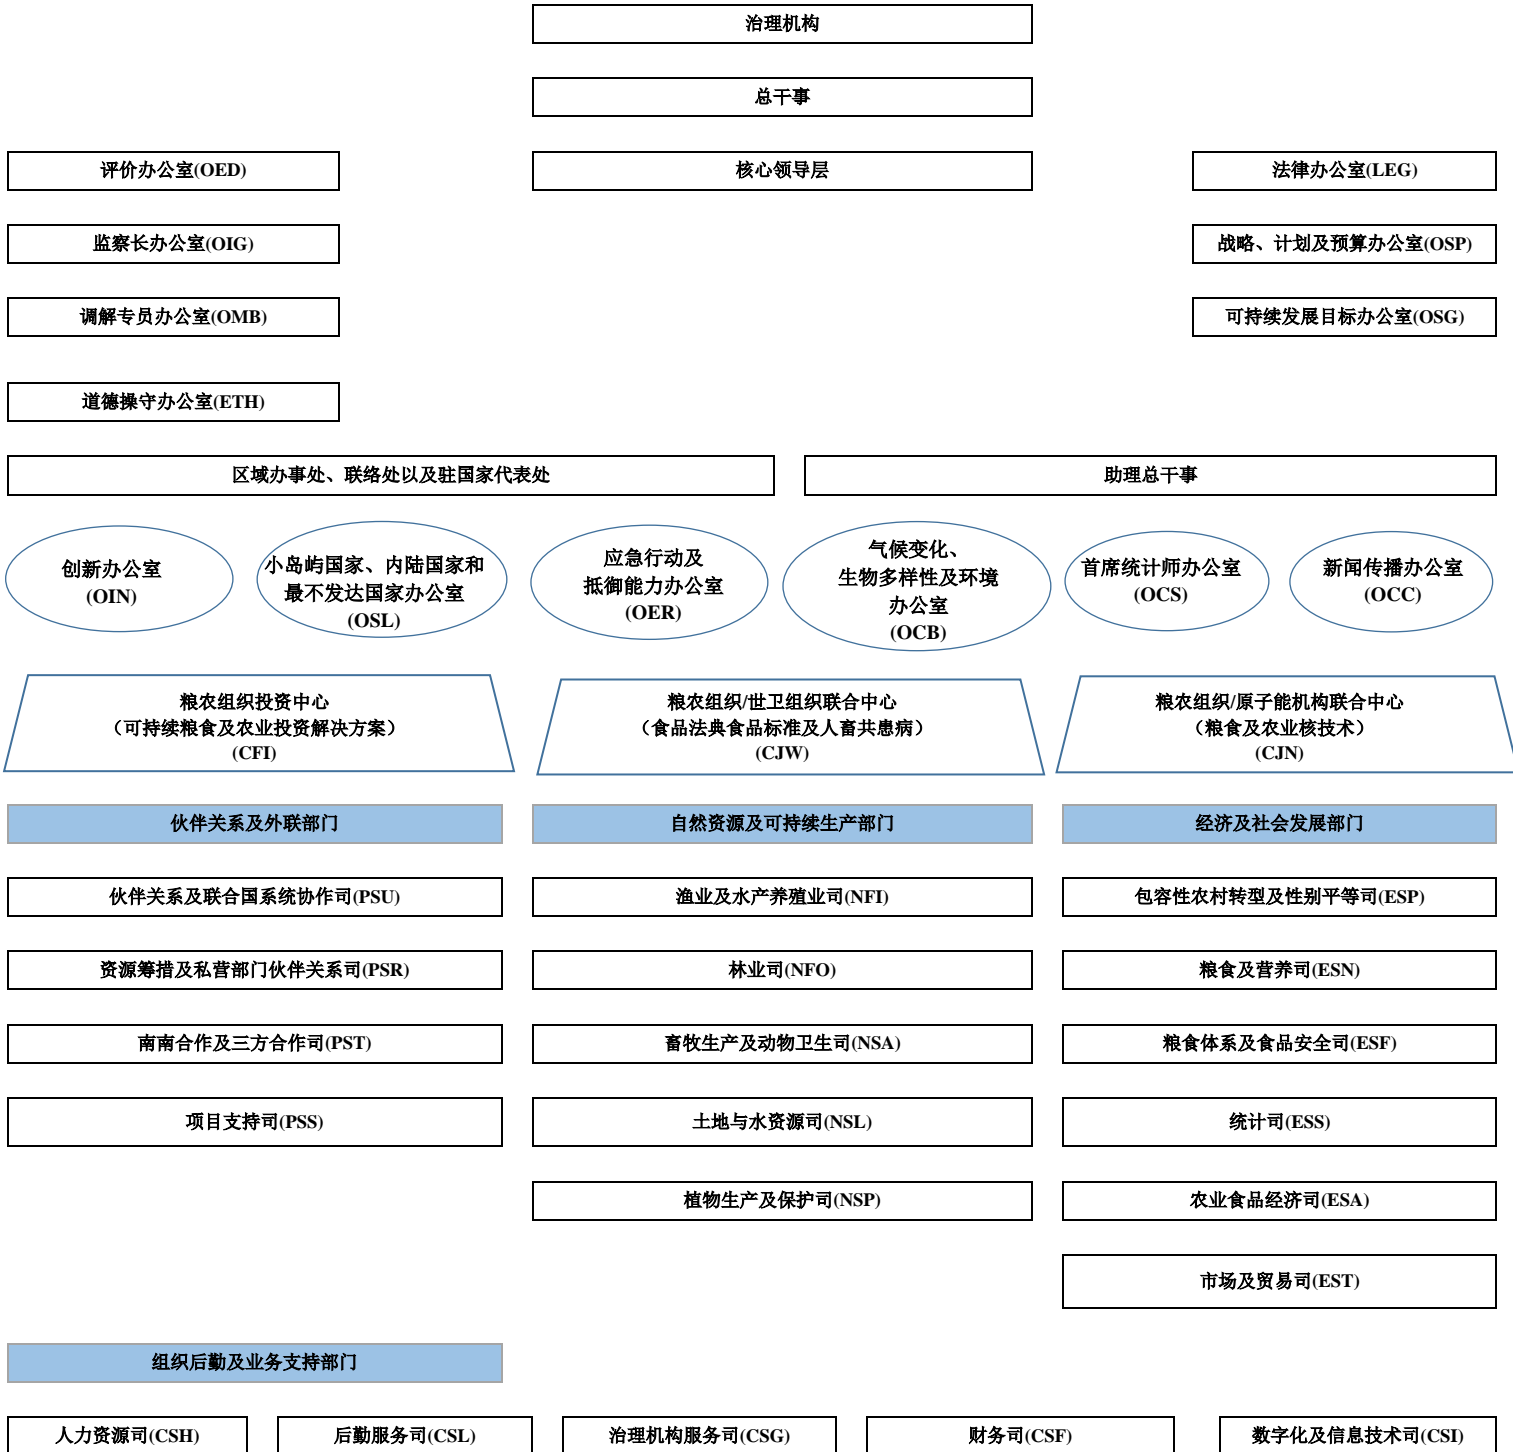 治理机构
总干事
评价办公室(OED)
核心领导层
法律办公室(LEG)
监察长办公室(OIG)
战略、计划及预算办公室(OSP)
调解专员办公室(OMB)
可持续发展目标办公室(OSG)
道德操守办公室(ETH)
区域办事处、联络处以及驻国家代表处
助理总干事
创新办公室
(OIN)
小岛屿国家、内陆国家和
最不发达国家办公室
(OSL)
应急行动及
抵御能力办公室
(OER)
气候变化、
生物多样性及环境
办公室
(OCB)
首席统计师办公室
(OCS)
新闻传播办公室
(OCC)
粮农组织投资中心
（可持续粮食及农业投资解决方案）
(CFI)
粮农组织/世卫组织联合中心
（食品法典食品标准及人畜共患病）
(CJW)
粮农组织/原子能机构联合中心
（粮食及农业核技术）
(CJN)
伙伴关系及外联部门
自然资源及可持续生产部门
经济及社会发展部门
伙伴关系及联合国系统协作司(PSU)
渔业及水产养殖业司(NFI)
包容性农村转型及性别平等司(ESP)
资源筹措及私营部门伙伴关系司(PSR)
林业司(NFO)
粮食及营养司(ESN)
南南合作及三方合作司(PST)
畜牧生产及动物卫生司(NSA)
粮食体系及食品安全司(ESF)
项目支持司(PSS)
土地与水资源司(NSL)
统计司(ESS)
植物生产及保护司(NSP)
农业食品经济司(ESA)
市场及贸易司(EST)
组织后勤及业务支持部门
人力资源司(CSH)
后勤服务司(CSL)
治理机构服务司(CSG)
财务司(CSF)
数字化及信息技术司(CSI)